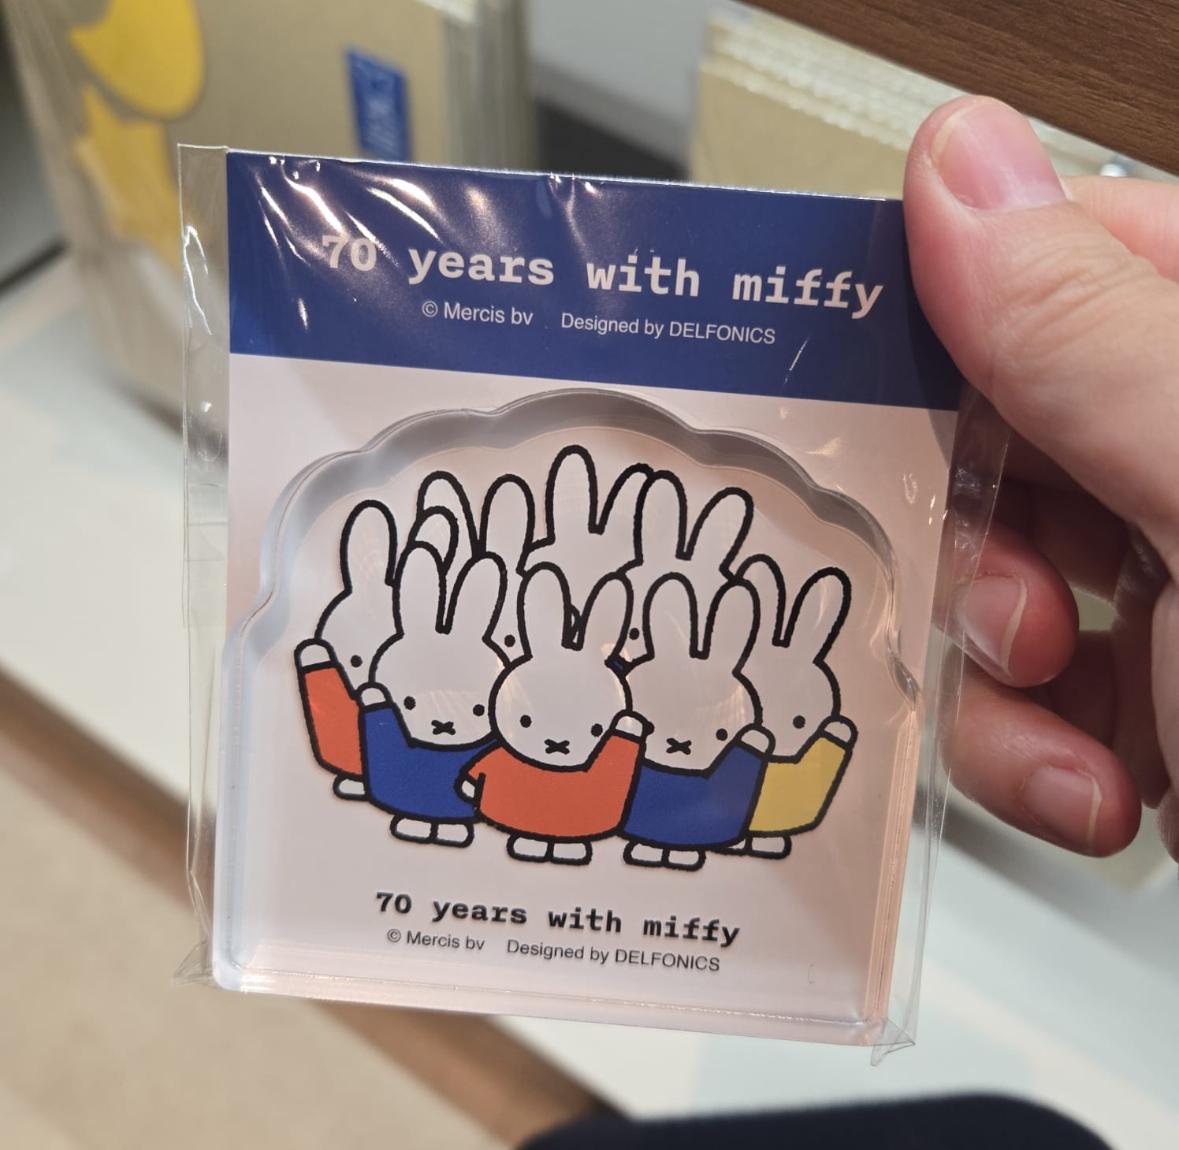 70 years with miffy
© Mercis bv Designed by DELFONICS
70 years with miffy
© Mercis bv Designed by DELFONICS